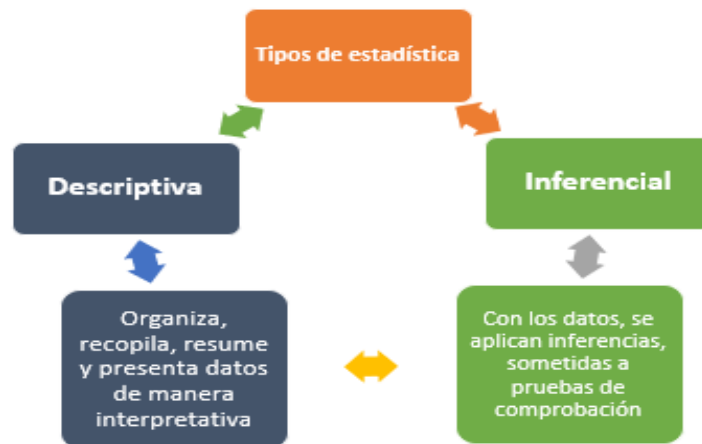 Tipos de estadística
Descriptiva
Inferencial
Organiza,
recopila, resume
y presenta datos
de manera
interpretativa
Con los datos, se
aplican inferencias,
sometidas a
pruebas de
comprobación